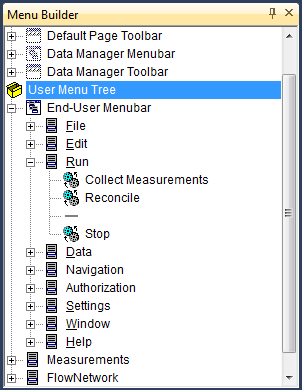 Menu Builder
Default Page Toolbar
Data Manager Menubar
Data Manager Toolbar
User Menu Tree
End-User Menubar
File
Edit
Run
Collect Measurements
Reconcile
Stop
Data
Navigation
Authorization
Settings
Window
Help
Measurements
FlowNetwork